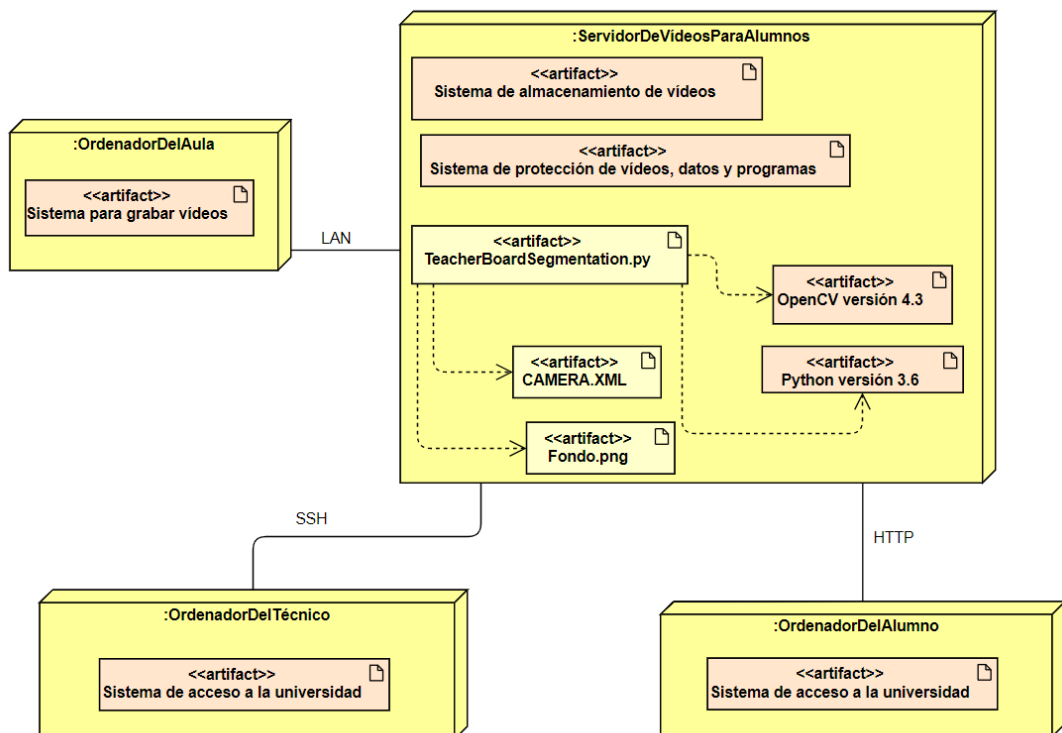 :ServidorDeVídeosParaAlumnos
<<artifact>>
Sistema de almacenamiento de vídeos
<<artifact>>
Sistema de protección de vídeos, datos y programas
:OrdenadorDelAula
<<artifact>>
Sistema para grabar vídeos
LAN
<<artifact>>
TeacherBoardSegmentation.py
<<artifact>>
OpenCV versión 4.3
<<artifact>>
CAMERA.XML
<<artifact>>
Python versión 3.6
<<artifact>>
Fondo.png
SSH
HTTP
:OrdenadorDelTécnico
<<artifact>>
Sistema de acceso a la universidad
:OrdenadorDelAlumno
<<artifact>>
Sistema de acceso a la universidad